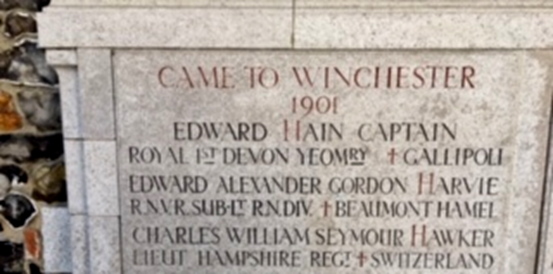 CAME TO WINCHESTER
1901
EDWARD HAIN CAPTAIN
ROYAL 1ST DEVON YEOMRY †GALLIPOLI
EDWARD ALEXANDER GORDON HARVIE
R.N.V.R. SUB-LT R.N.DIV. †BEAUMONT HAMEL
CHARLES WILLIAM SEYMOUR HAWKER
LIEUT HAMPSHIRE REGT †SWITZERLAND